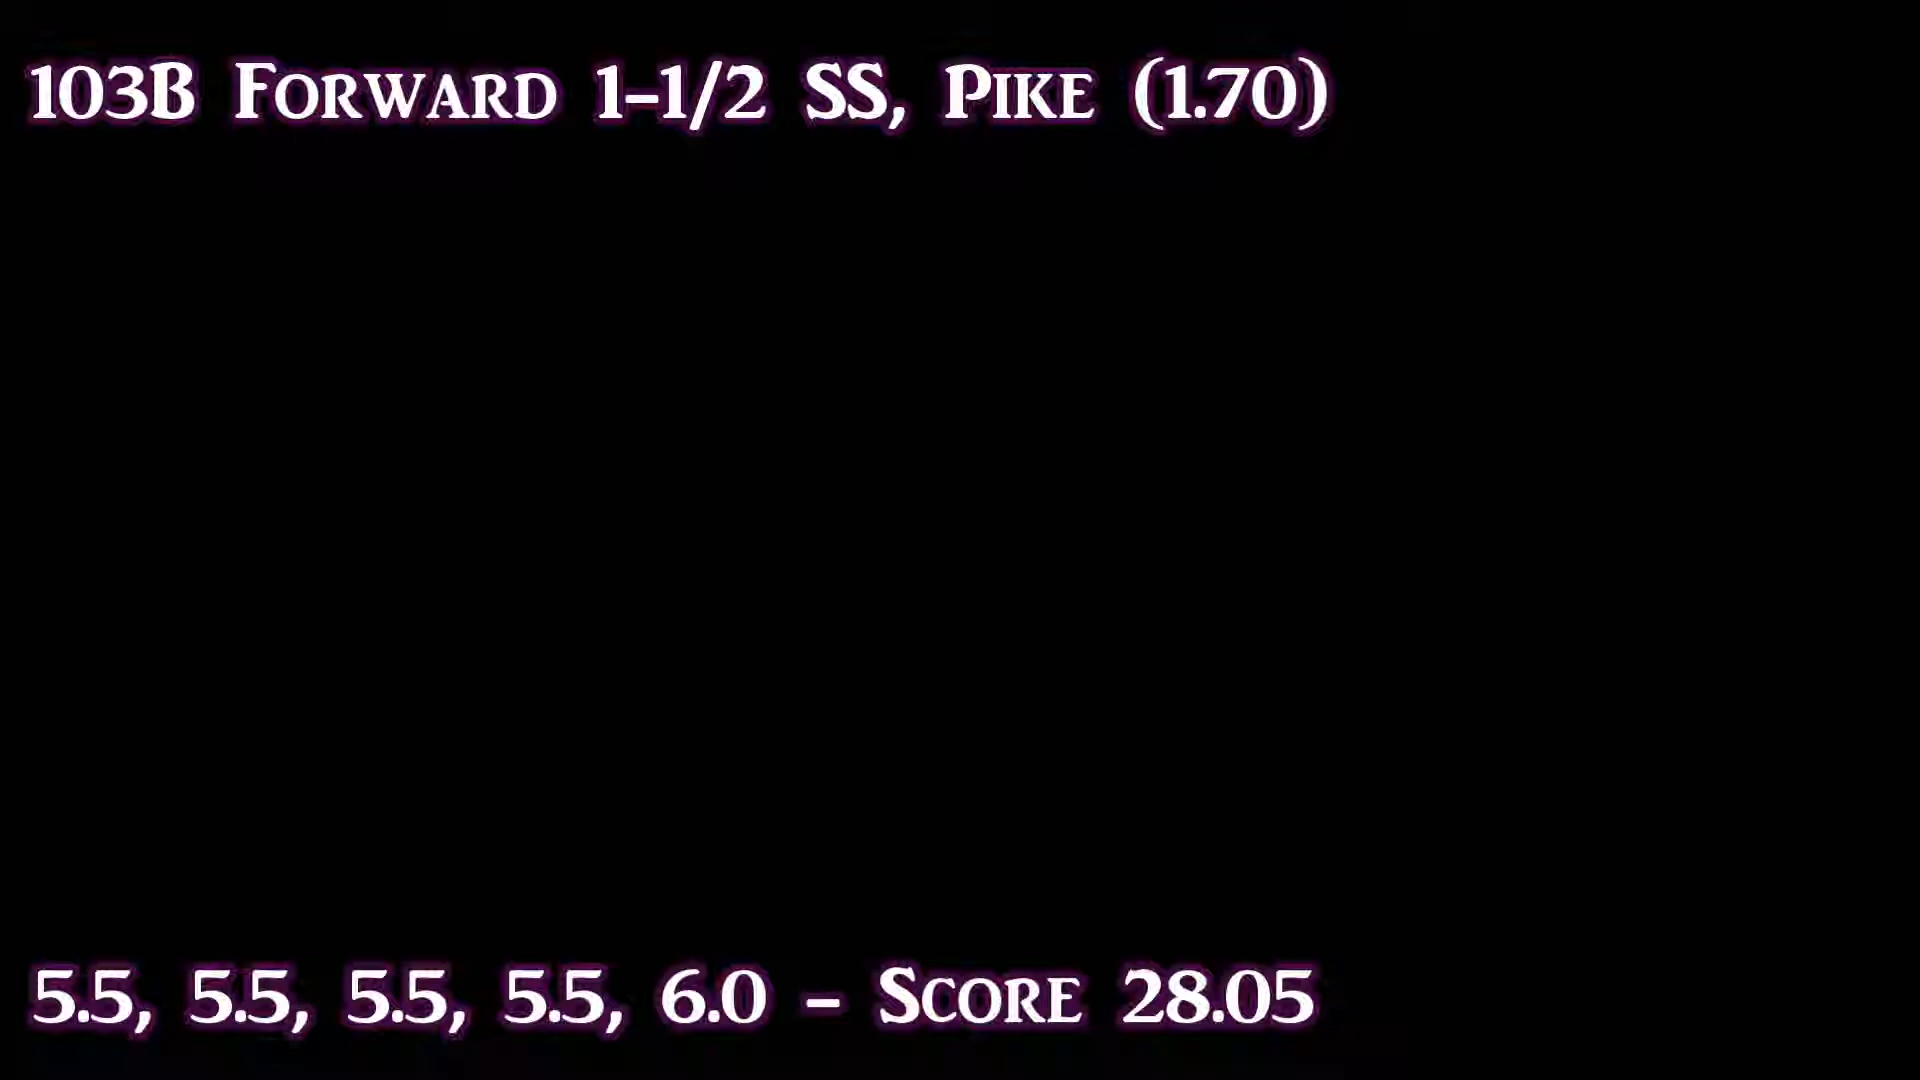 103B Forward 1-1/2 SS, Pike (1.70)
5.5, 5.5, 5.5, 5.5, 6.0 - Score 28.05